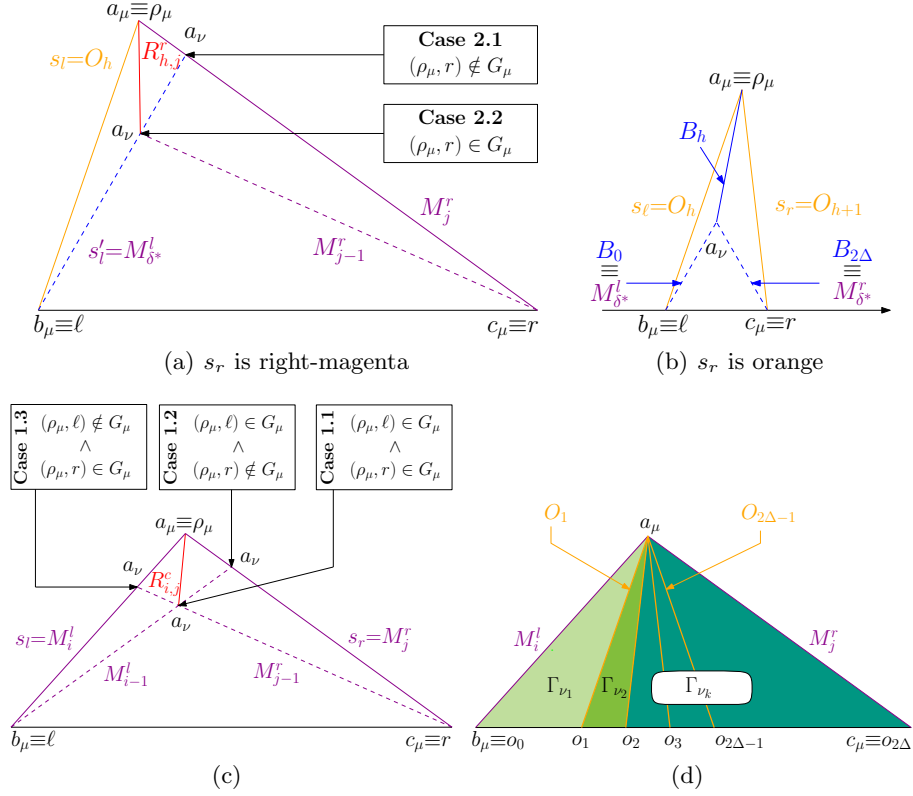 a_μ≡ρ_μ
a_ν
s_l=O_h
R^r_{h,j}
Case 2.1
(ρ_μ, r) ∉ G_μ
a_ν
Case 2.2
(ρ_μ, r) ∈ G_μ
M^r_j
s'_l=M^l_{δ*}
M^r_{j−1}
b_μ≡ℓ
c_μ≡r
(a) s_r is right-magenta
a_μ≡ρ_μ
B_h
s_ℓ=O_h
s_r=O_{h+1}
a_ν
B_0
≡
M^l_{δ*}
B_{2Δ}
≡
M^r_{δ*}
b_μ≡ℓ
c_μ≡r
(b) s_r is orange
Case 1.3
(ρ_μ, ℓ) ∉ G_μ
∧
(ρ_μ, r) ∈ G_μ
Case 1.2
(ρ_μ, ℓ) ∈ G_μ
∧
(ρ_μ, r) ∉ G_μ
Case 1.1
(ρ_μ, ℓ) ∈ G_μ
∧
(ρ_μ, r) ∈ G_μ
a_μ≡ρ_μ
a_ν
a_ν
R^c_{i,j}
a_ν
s_l=M^l_i
s_r=M^r_j
M^l_{i−1}
M^r_{j−1}
b_μ≡ℓ
c_μ≡r
(c)
O_1
a_μ
O_{2Δ−1}
M^l_i
M^r_j
Γ_{ν_1}
Γ_{ν_2}
Γ_{ν_k}
b_μ≡o_0
o_1
o_2
o_3
o_{2Δ−1}
c_μ≡o_{2Δ}
(d)